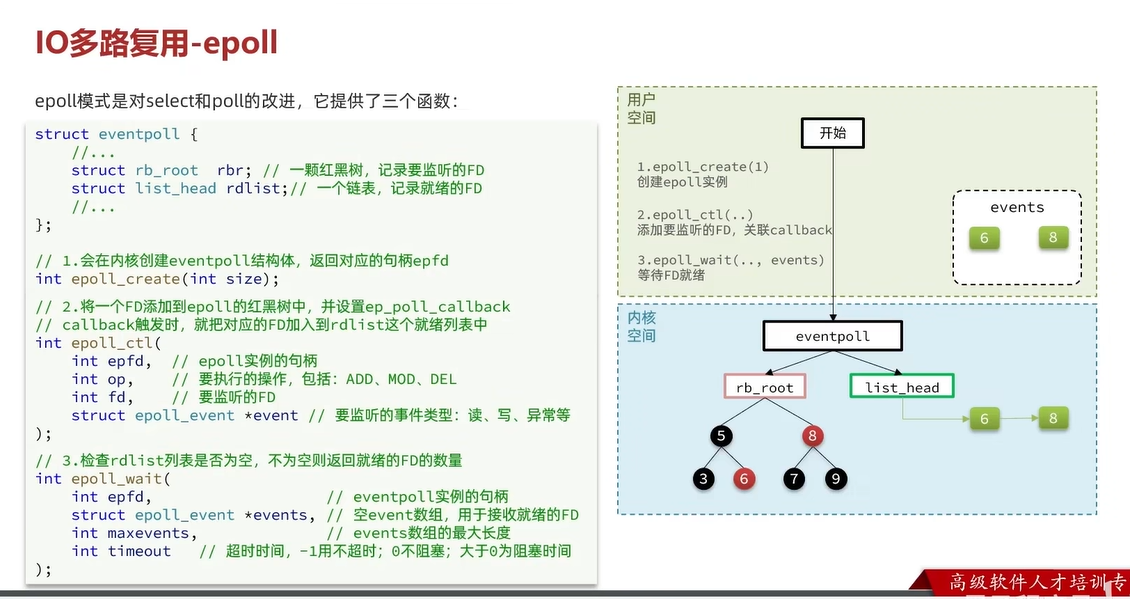 IO多路复用-epoll
epoll模式是对select和poll的改进，它提供了三个函数：
struct eventpoll {
//...
struct rb_root rbr; // 一颗红黑树，记录要监听的FD
struct list_head rdlist;// 一个链表，记录就绪的FD
//...
};
// 1.会在内核创建eventpoll结构体，返回对应的句柄epfd
int epoll_create(int size);
// 2.将一个FD添加到epoll的红黑树中，并设置ep_poll_callback
// callback触发时，就把对应的FD加入到rdlist这个就绪列表中
int epoll_ctl(
int epfd, // epoll实例的句柄
int op, // 要执行的操作，包括：ADD、MOD、DEL
int fd, // 要监听的FD
struct epoll_event *event // 要监听的事件类型：读、写、异常等
);
// 3.检查rdlist列表是否为空，不为空则返回就绪的FD的数量
int epoll_wait(
int epfd, // eventpoll实例的句柄
struct epoll_event *events, // 空event数组，用于接收就绪的FD
int maxevents, // events数组的最大长度
int timeout // 超时时间，-1用不超时；0不阻塞；大于0为阻塞时间
);
用户
空间
开始
1.epoll_create(1)
创建epoll实例
2.epoll_ctl(..)
添加要监听的FD，关联callback
3.epoll_wait(.., events)
等待FD就绪
events
6 8
内核
空间
eventpoll
rb_root list_head
6 8
5 8
3 6 7 9
高级软件人才培训专